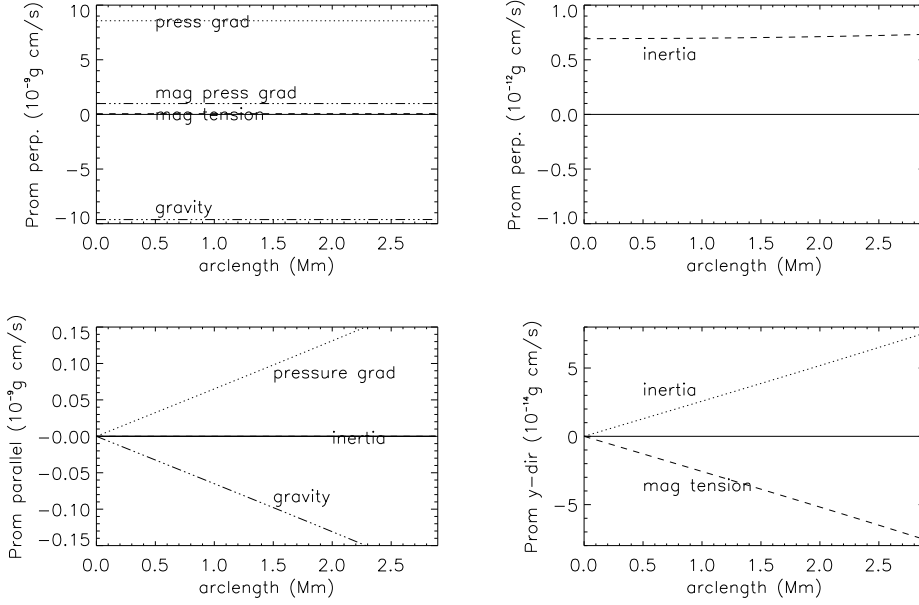 Prom perp. (10⁻⁹g cm/s)
10
5
0
−5
−10
press grad
mag press grad
mag tension
gravity
0.0 0.5 1.0 1.5 2.0 2.5
arclength (Mm)
Prom perp. (10⁻¹²g cm/s)
1.0
0.5
0.0
−0.5
−1.0
inertia
0.0 0.5 1.0 1.5 2.0 2.5
arclength (Mm)
Prom parallel (10⁻⁹g cm/s)
0.15
0.10
0.05
−0.00
−0.05
−0.10
−0.15
pressure grad
inertia
gravity
0.0 0.5 1.0 1.5 2.0 2.5
arclength (Mm)
Prom y−dir (10⁻¹⁴g cm/s)
5
0
−5
inertia
mag tension
0.0 0.5 1.0 1.5 2.0 2.5
arclength (Mm)